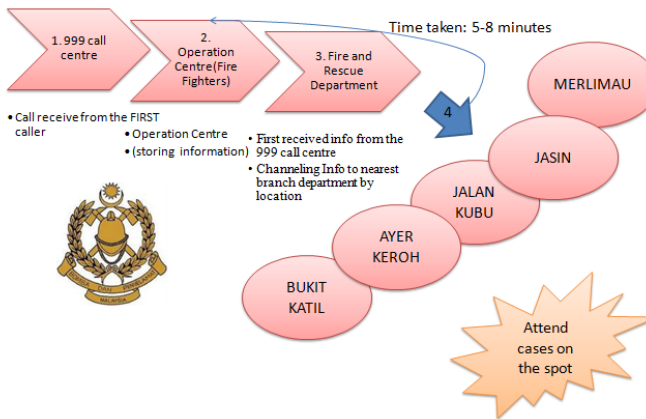 Time taken: 5-8 minutes
1. 999 call
centre
2.
Operation
Centre(Fire
Fighters)
3. Fire and
Rescue
Department
4
• Call receive from the FIRST
caller
• Operation Centre
• (storing information)
• First received info from the
999 call centre
• Channeling Info to nearest
branch department by
location
MERLIMAU
JASIN
JALAN
KUBU
AYER
KEROH
BUKIT
KATIL
MALAYSIA
Attend
cases on
the spot